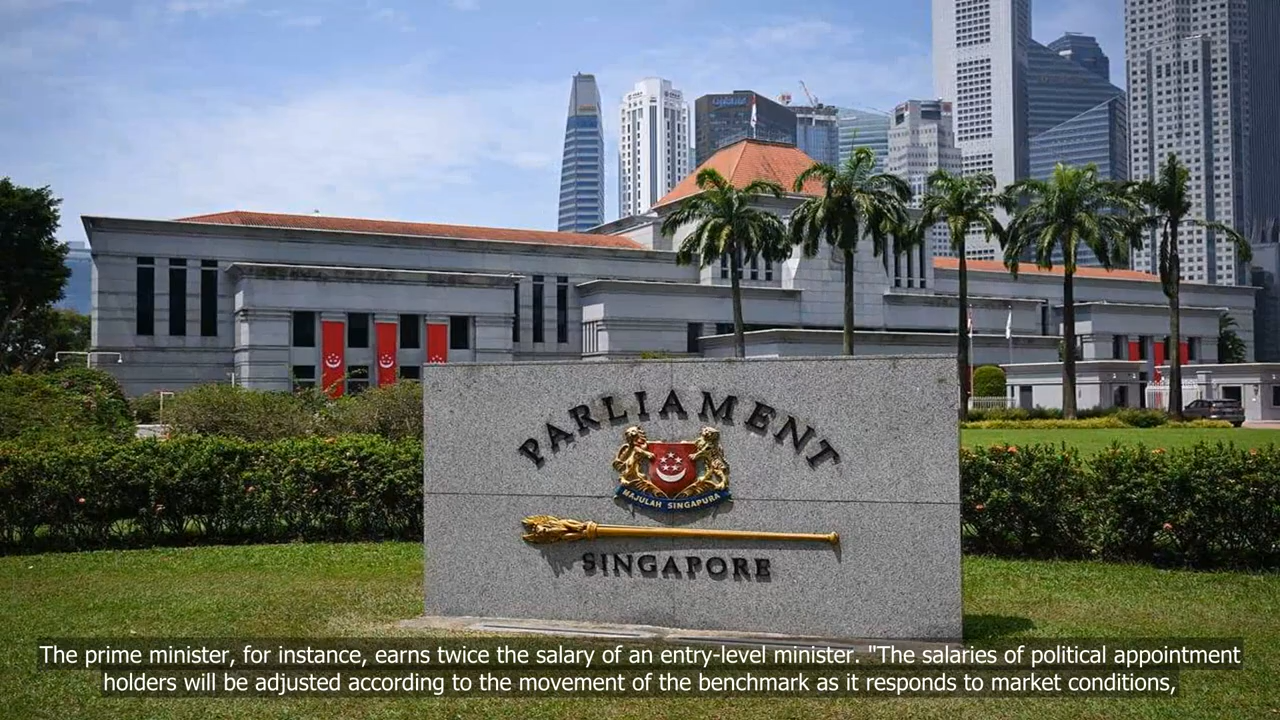 PARLIAMENT
MAJULAH SINGAPURA
SINGAPORE
The prime minister, for instance, earns twice the salary of an entry-level minister. "The salaries of political appointment
holders will be adjusted according to the movement of the benchmark as it responds to market conditions,